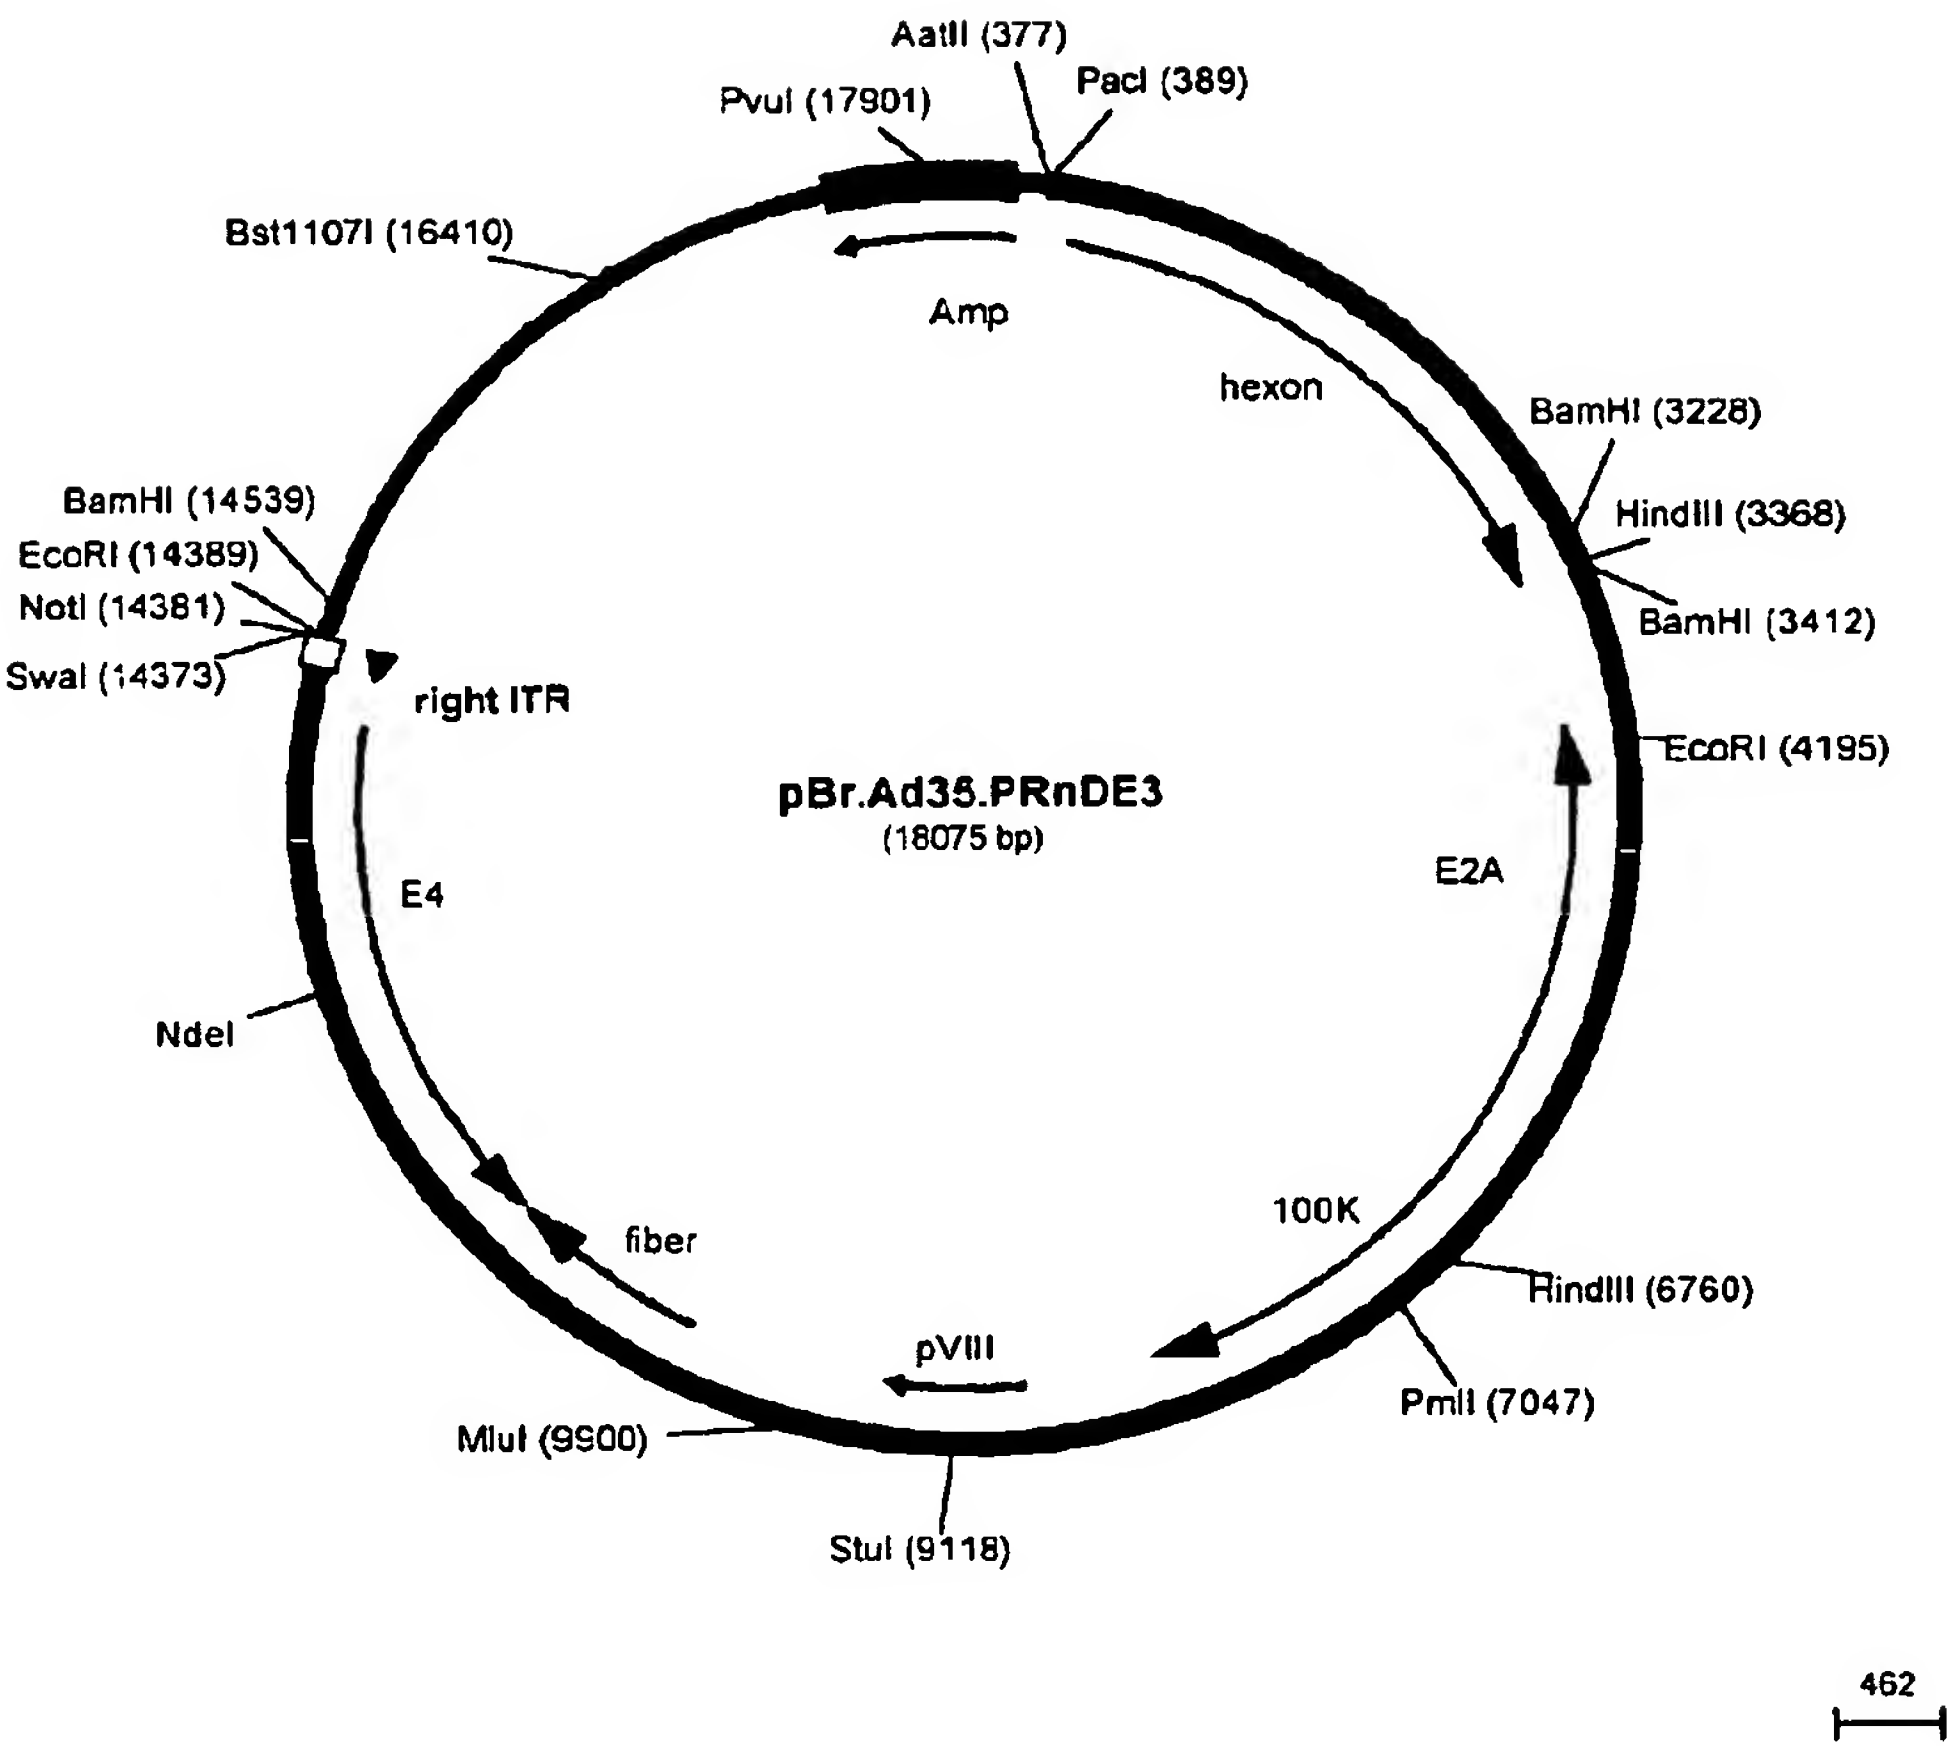 AatII (377)
PacI (389)
PvuI (17901)
Bst1107I (16410)
Amp
hexon
BamHI (3228)
BamHI (14539)
HindIII (3368)
EcoRI (14389)
NotI (14381)
BamHI (3412)
SwaI (14373)
right ITR
EcoRI (4195)
pBr.Ad35.PRnDE3
(18075 bp)
E2A
E4
NdeI
100K
fiber
HindIII (6760)
pVIII
PmlI (7047)
MluI (9900)
StuI (9118)
462